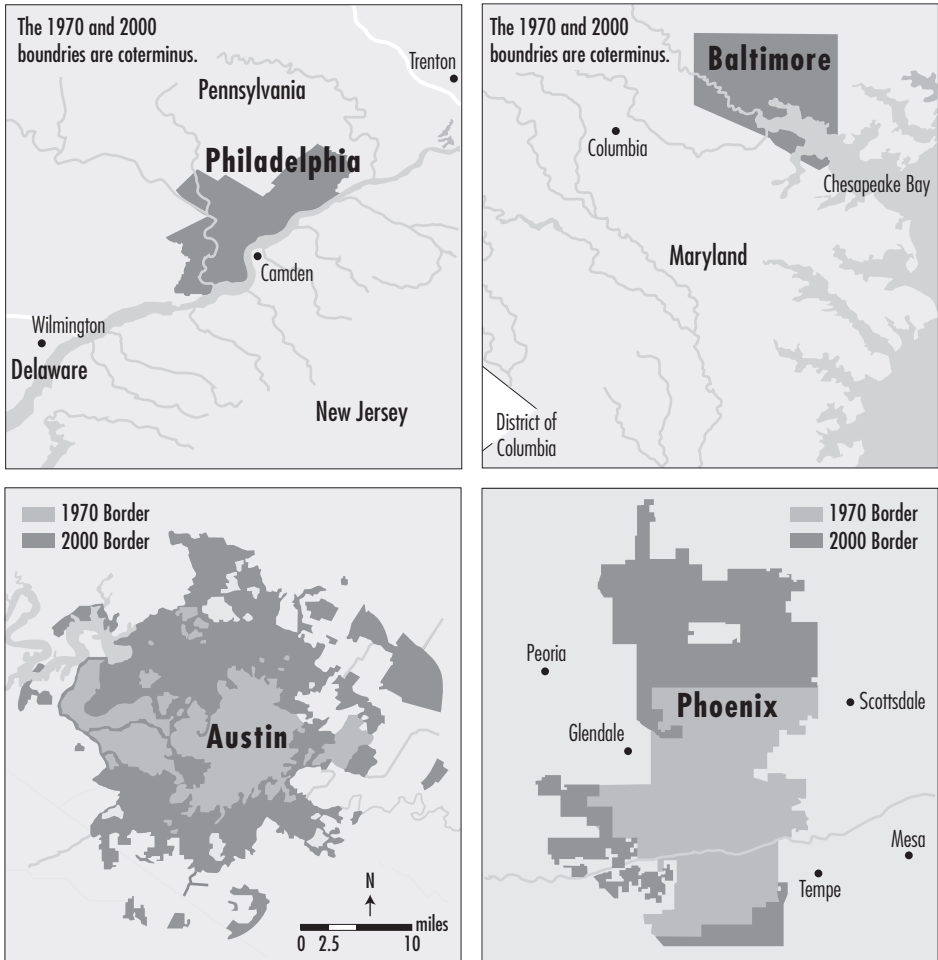 The 1970 and 2000
boundries are coterminus.
Trenton
Pennsylvania
Philadelphia
Camden
Wilmington
Delaware
New Jersey
The 1970 and 2000
boundries are coterminus.
Baltimore
Columbia
Chesapeake Bay
Maryland
District of
Columbia
1970 Border
2000 Border
Austin
N
miles
0 2.5 10
1970 Border
2000 Border
Peoria
Phoenix
Scottsdale
Glendale
Mesa
Tempe